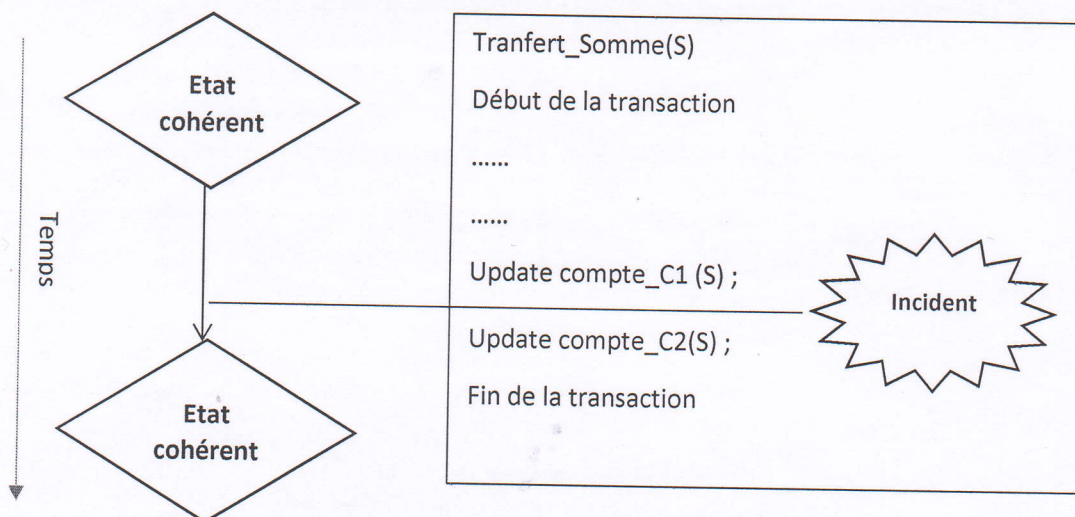 Etat
cohérent
Temps
Etat
cohérent
Tranfert_Somme(S)
Début de la transaction
......
......
Update compte_C1 (S) ;
Update compte_C2(S) ;
Fin de la transaction
Incident